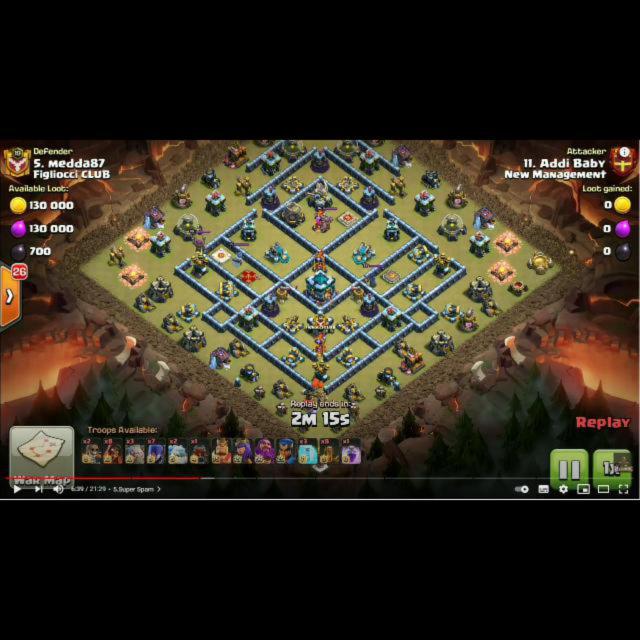 Defender
5. medda87
Figliocci CLUB
Available Loot:
130 000
130 000
700
26
Attacker
11. Addi Baby
New Management
Loot gained:
0
0
0
Replay ends in:
2M 15s
Replay
Troops Available:
War Map
6:39 / 21:29 • 5.Super Spam >